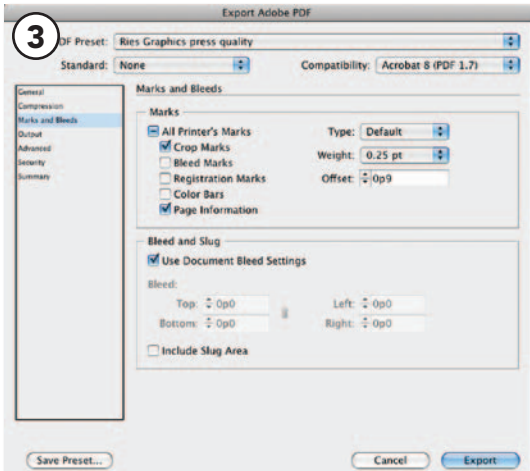 Export Adobe PDF
3
DF Preset: Ries Graphics press quality
Standard: None Compatibility: Acrobat 8 (PDF 1.7)
General
Compression
Marks and Bleeds
Output
Advanced
Security
Summary
Marks and Bleeds
Marks
All Printer's Marks
Crop Marks
Bleed Marks
Registration Marks
Color Bars
Page Information
Type: Default
Weight: 0.25 pt
Offset: 0p9
Bleed and Slug
Use Document Bleed Settings
Bleed:
Top: 0p0 Left: 0p0
Bottom: 0p0 Right: 0p0
Include Slug Area
Save Preset... Cancel Export